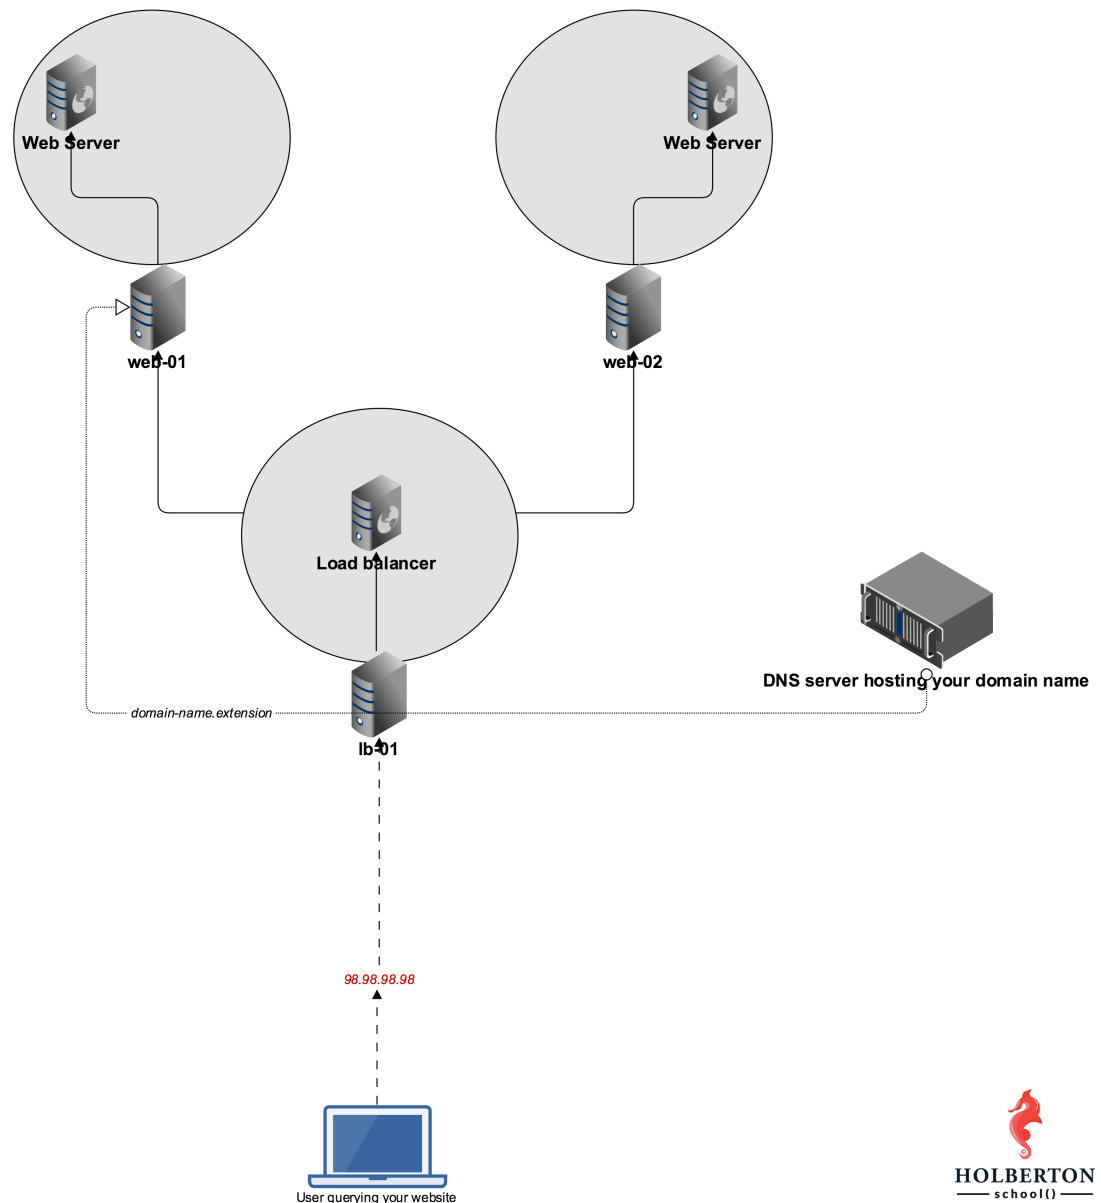 Web Server
Web Server
web-01
web-02
Load balancer
DNS server hosting your domain name
domain-name.extension
lb-01
98.98.98.98
User querying your website
HOLBERTON
school()